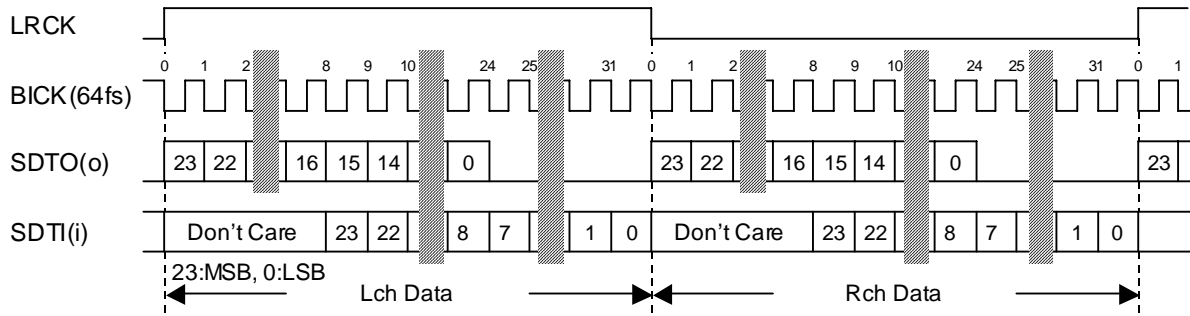 LRCK
0 1 2 8 9 10 24 25 31 0 1 2 8 9 10 24 25 31 0 1
BICK(64fs)
SDTO(o) 23 22 16 15 14 0 23 22 16 15 14 0 23
SDTI(i) Don't Care 23 22 8 7 1 0 Don't Care 23 22 8 7 1 0
23:MSB, 0:LSB
Lch Data Rch Data